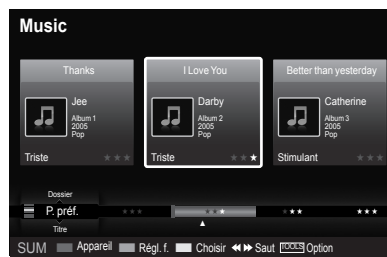 Music
Thanks I Love You Better than yesterday
Jee Darby Catherine
Album 1 Album 2 Album 3
2005 2005 2005
Pop Pop Pop
Triste Triste Stimulant
Dossier
P. préf.
Titre
SUM Appareil Régl. f. Choisir Saut TOOLS Option